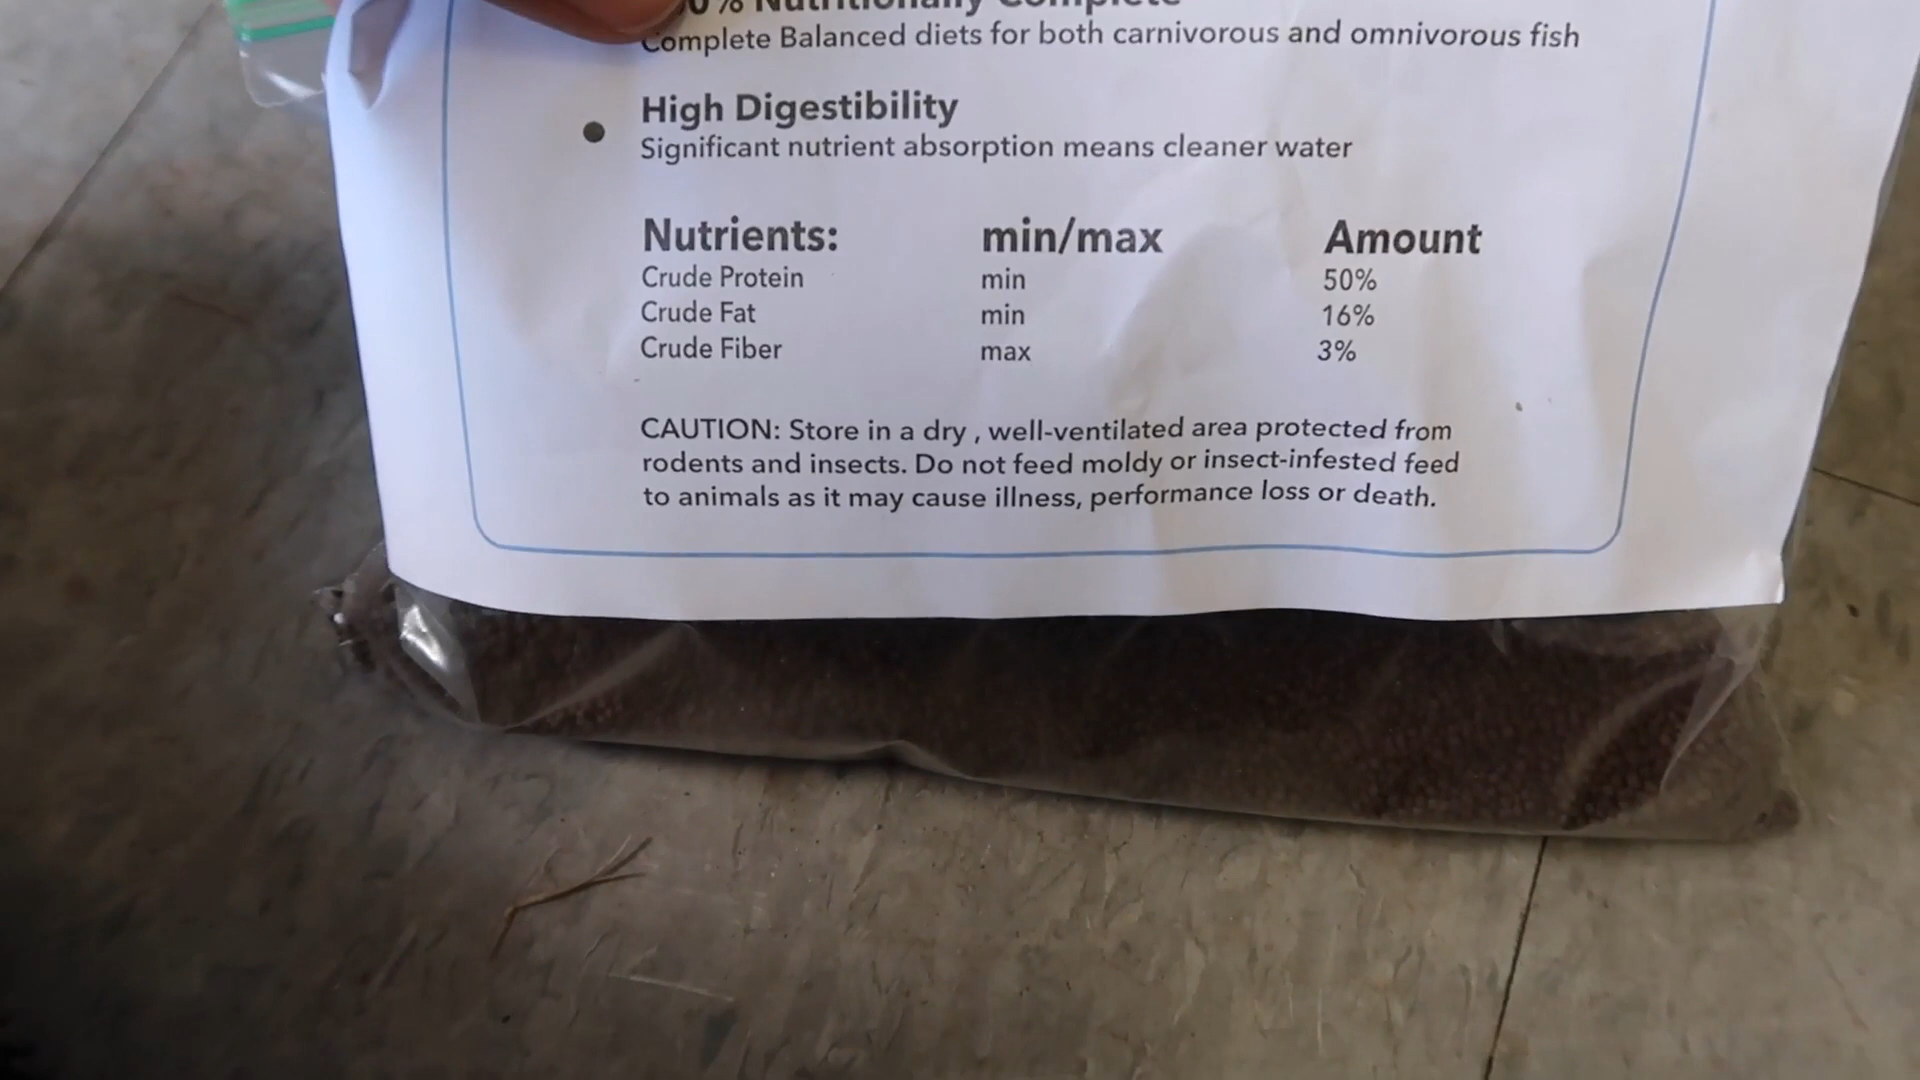 % Nutritionally Complete
Complete Balanced diets for both carnivorous and omnivorous fish
High Digestibility
Significant nutrient absorption means cleaner water
Nutrients: min/max Amount
Crude Protein min 50%
Crude Fat min 16%
Crude Fiber max 3%
CAUTION: Store in a dry , well-ventilated area protected from
rodents and insects. Do not feed moldy or insect-infested feed
to animals as it may cause illness, performance loss or death.